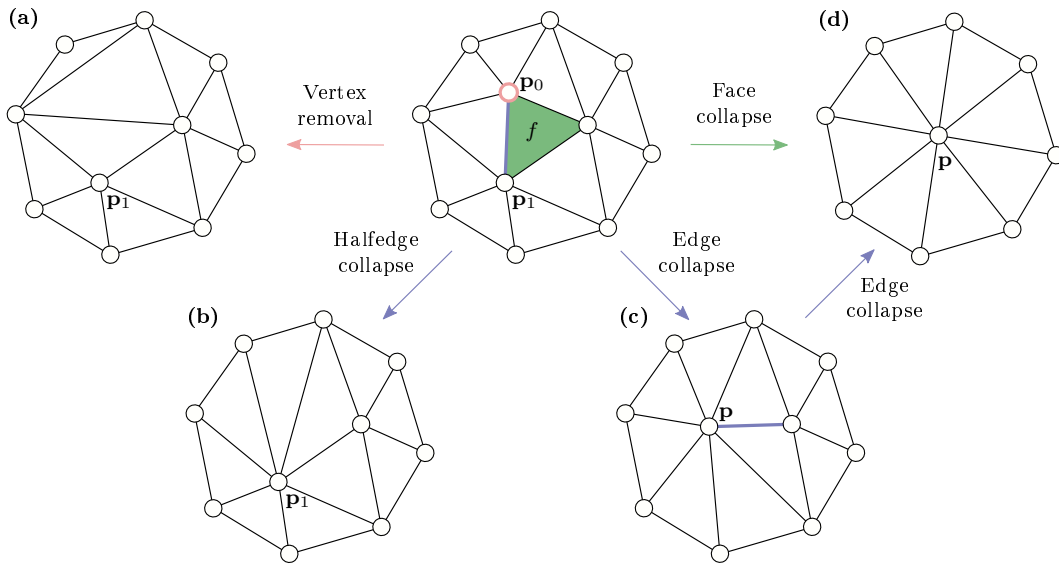 (a)
(d)
p0
f
p1
Vertex
removal
Face
collapse
p1
p
Halfedge
collapse
Edge
collapse
Edge
collapse
(b)
(c)
p
p1